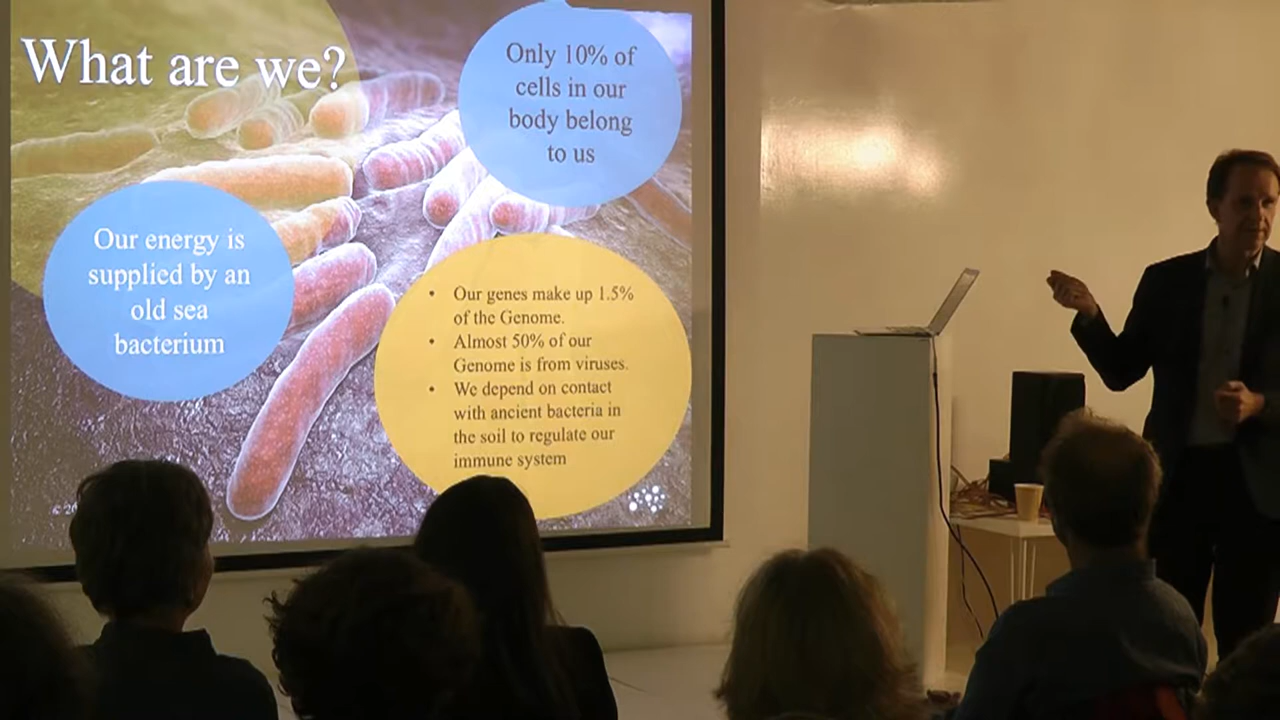 What are we?
Only 10% of
cells in our
body belong
to us
Our energy is
supplied by an
old sea
bacterium
• Our genes make up 1.5%
of the Genome.
• Almost 50% of our
Genome is from viruses.
• We depend on contact
with ancient bacteria in
the soil to regulate our
immune system